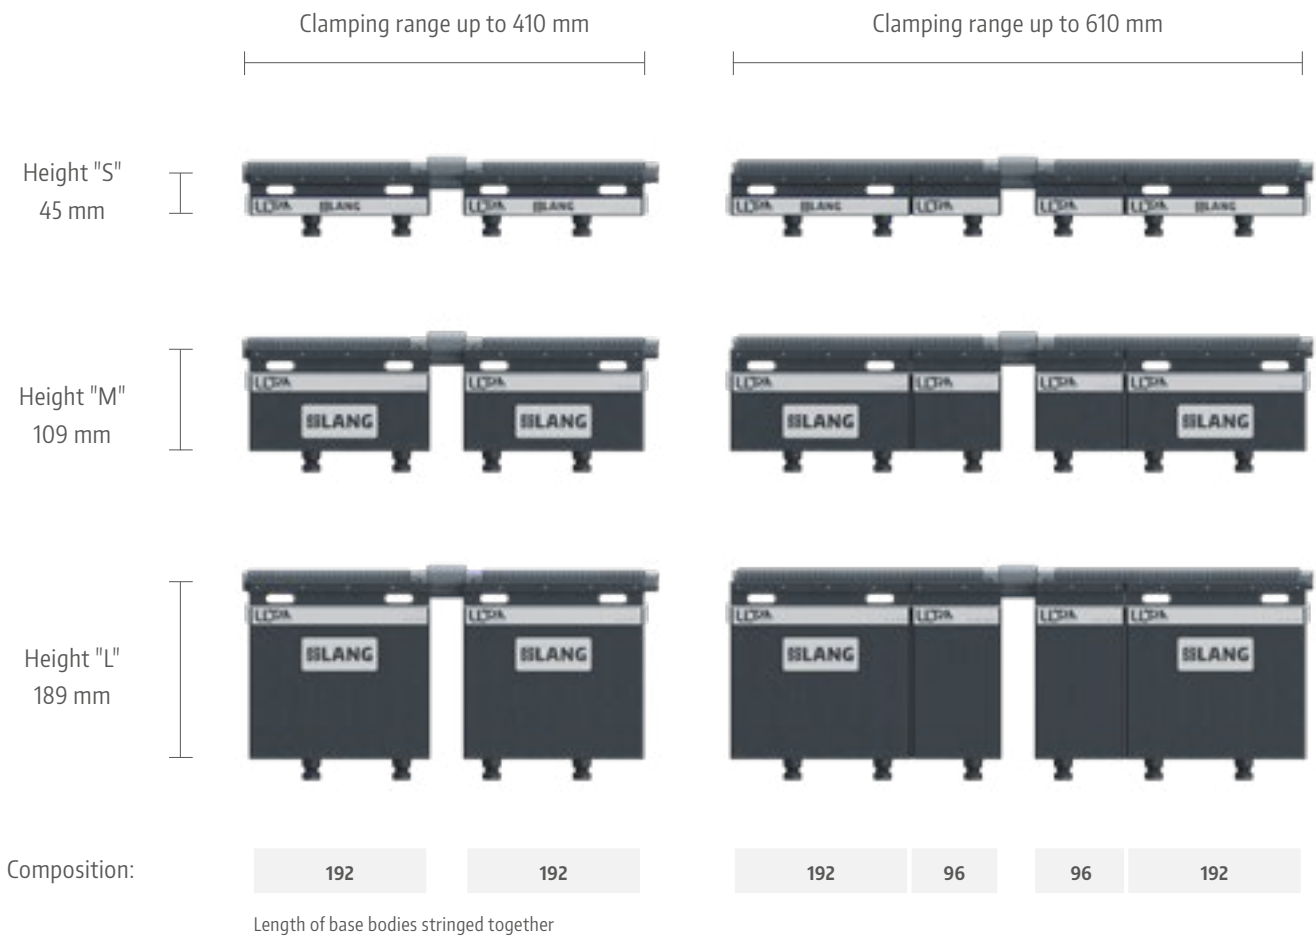 Clamping range up to 410 mm
Clamping range up to 610 mm
Height "S"
45 mm
LANG
LANG
LANG
LANG
Height "M"
109 mm
LANG
LANG
LANG
LANG
Height "L"
189 mm
LANG
LANG
LANG
LANG
Composition:
192
192
192
96
96
192
Length of base bodies stringed together